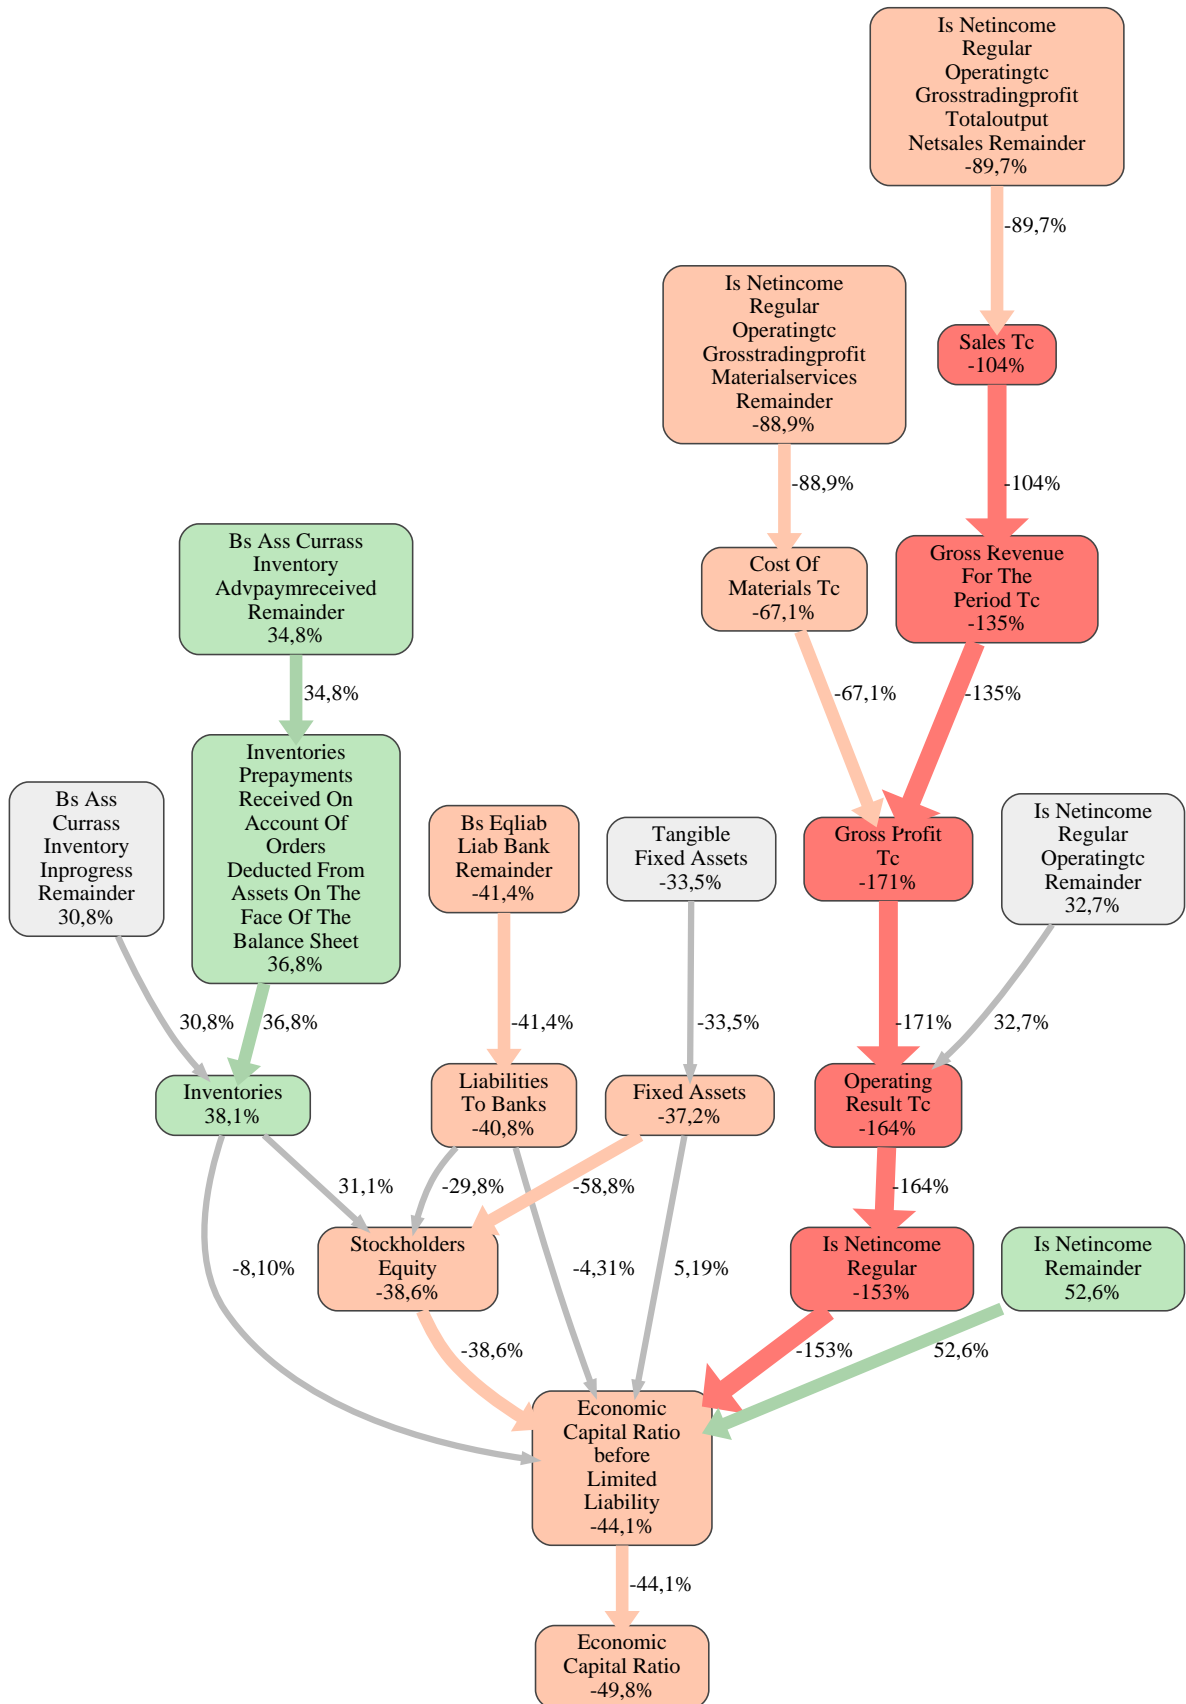 Is Netincome
Regular
Operatingtc
Grosstradingprofit
Totaloutput
Netsales Remainder
-89,7%
-89,7%
Is Netincome
Regular
Operatingtc
Grosstradingprofit
Materialservices
Remainder
-88,9%
Sales Tc
-104%
-88,9%
-104%
Bs Ass Currass
Inventory
Advpaymreceived
Remainder
34,8%
Cost Of
Materials Tc
-67,1%
Gross Revenue
For The
Period Tc
-135%
34,8%
-67,1%
-135%
Bs Ass
Currass
Inventory
Inprogress
Remainder
30,8%
Inventories
Prepayments
Received On
Account Of
Orders
Deducted From
Assets On The
Face Of The
Balance Sheet
36,8%
Bs Eqliab
Liab Bank
Remainder
-41,4%
Tangible
Fixed Assets
-33,5%
Gross Profit
Tc
-171%
Is Netincome
Regular
Operatingtc
Remainder
32,7%
30,8%
36,8%
-41,4%
-33,5%
-171%
32,7%
Inventories
38,1%
Liabilities
To Banks
-40,8%
Fixed Assets
-37,2%
Operating
Result Tc
-164%
31,1%
-29,8%
-58,8%
-164%
Stockholders
Equity
-38,6%
Is Netincome
Regular
-153%
Is Netincome
Remainder
52,6%
-8,10%
-4,31%
5,19%
-38,6%
-153%
52,6%
Economic
Capital Ratio
before
Limited
Liability
-44,1%
-44,1%
Economic
Capital Ratio
-49,8%